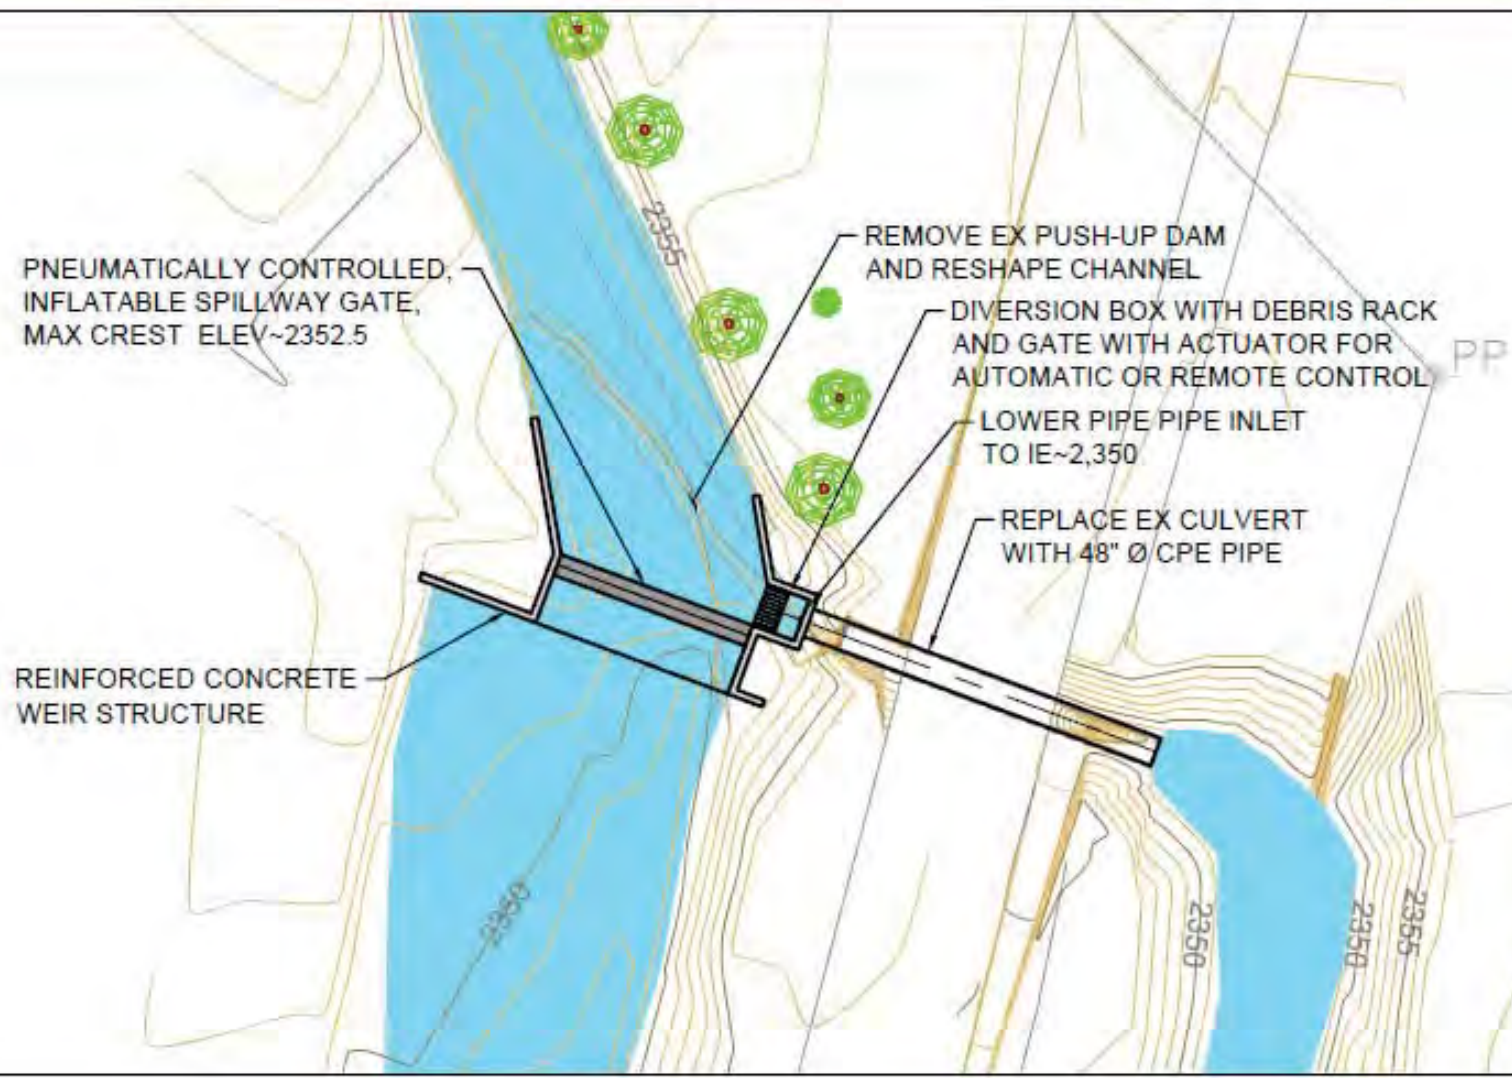 PNEUMATICALLY CONTROLLED,
INFLATABLE SPILLWAY GATE,
MAX CREST ELEV~2352.5
REINFORCED CONCRETE
WEIR STRUCTURE
2355
REMOVE EX PUSH-UP DAM
AND RESHAPE CHANNEL
DIVERSION BOX WITH DEBRIS RACK
AND GATE WITH ACTUATOR FOR
AUTOMATIC OR REMOTE CONTROL
PP
LOWER PIPE PIPE INLET
TO IE~2,350
REPLACE EX CULVERT
WITH 48" Ø CPE PIPE
2350
2350
2350
2355